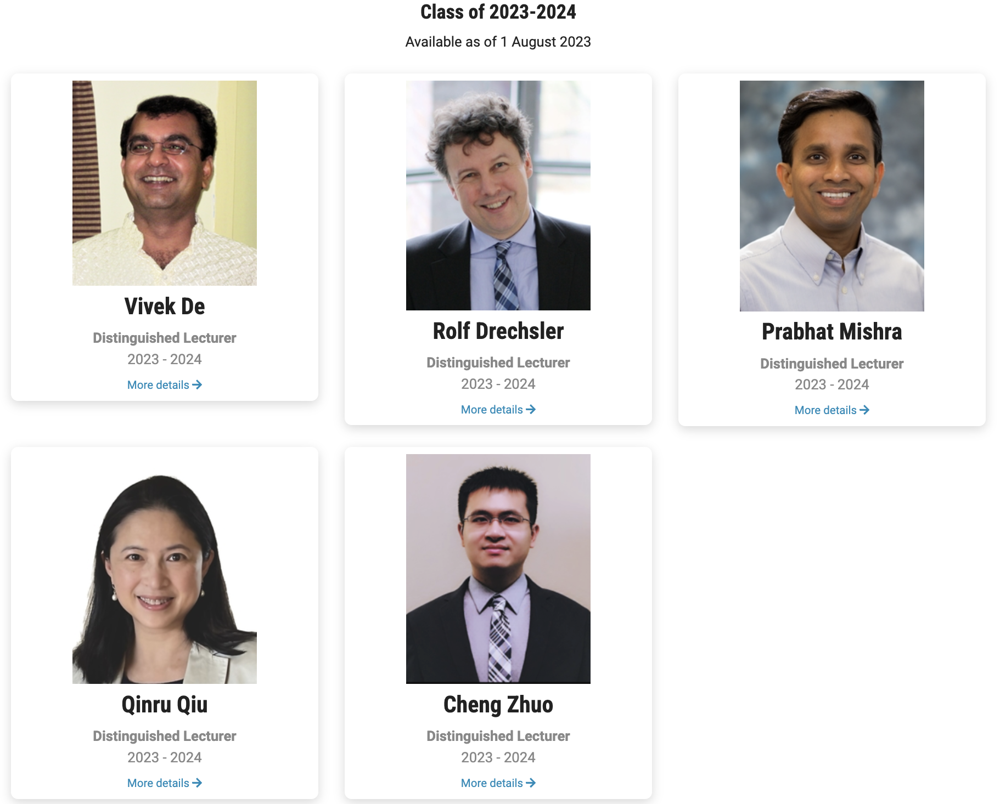 Class of 2023-2024
Available as of 1 August 2023
Vivek De
Distinguished Lecturer
2023 - 2024
More details →
Rolf Drechsler
Distinguished Lecturer
2023 - 2024
More details →
Prabhat Mishra
Distinguished Lecturer
2023 - 2024
More details →
Qinru Qiu
Distinguished Lecturer
2023 - 2024
More details →
Cheng Zhuo
Distinguished Lecturer
2023 - 2024
More details →